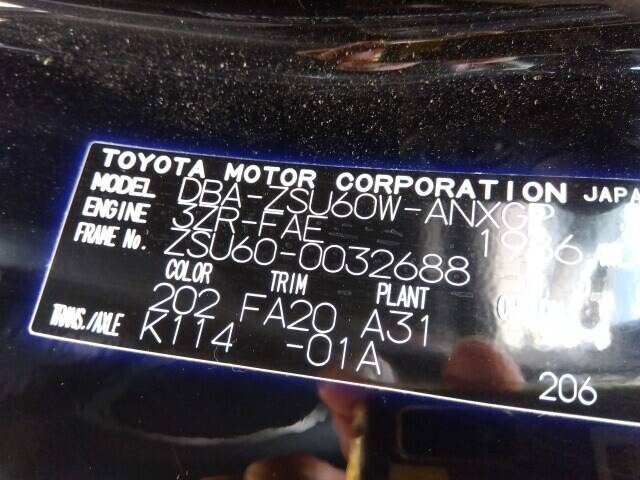 TOYOTA MOTOR CORPORATION JAPA
MODEL DBA-ZSU60W-ANXGP
ENGINE 3ZR-FAE 1986
FRAME No. ZSU60-0032688
COLOR TRIM PLANT
202 FA20 A31
TRANS./AXLE K114 -01A
206